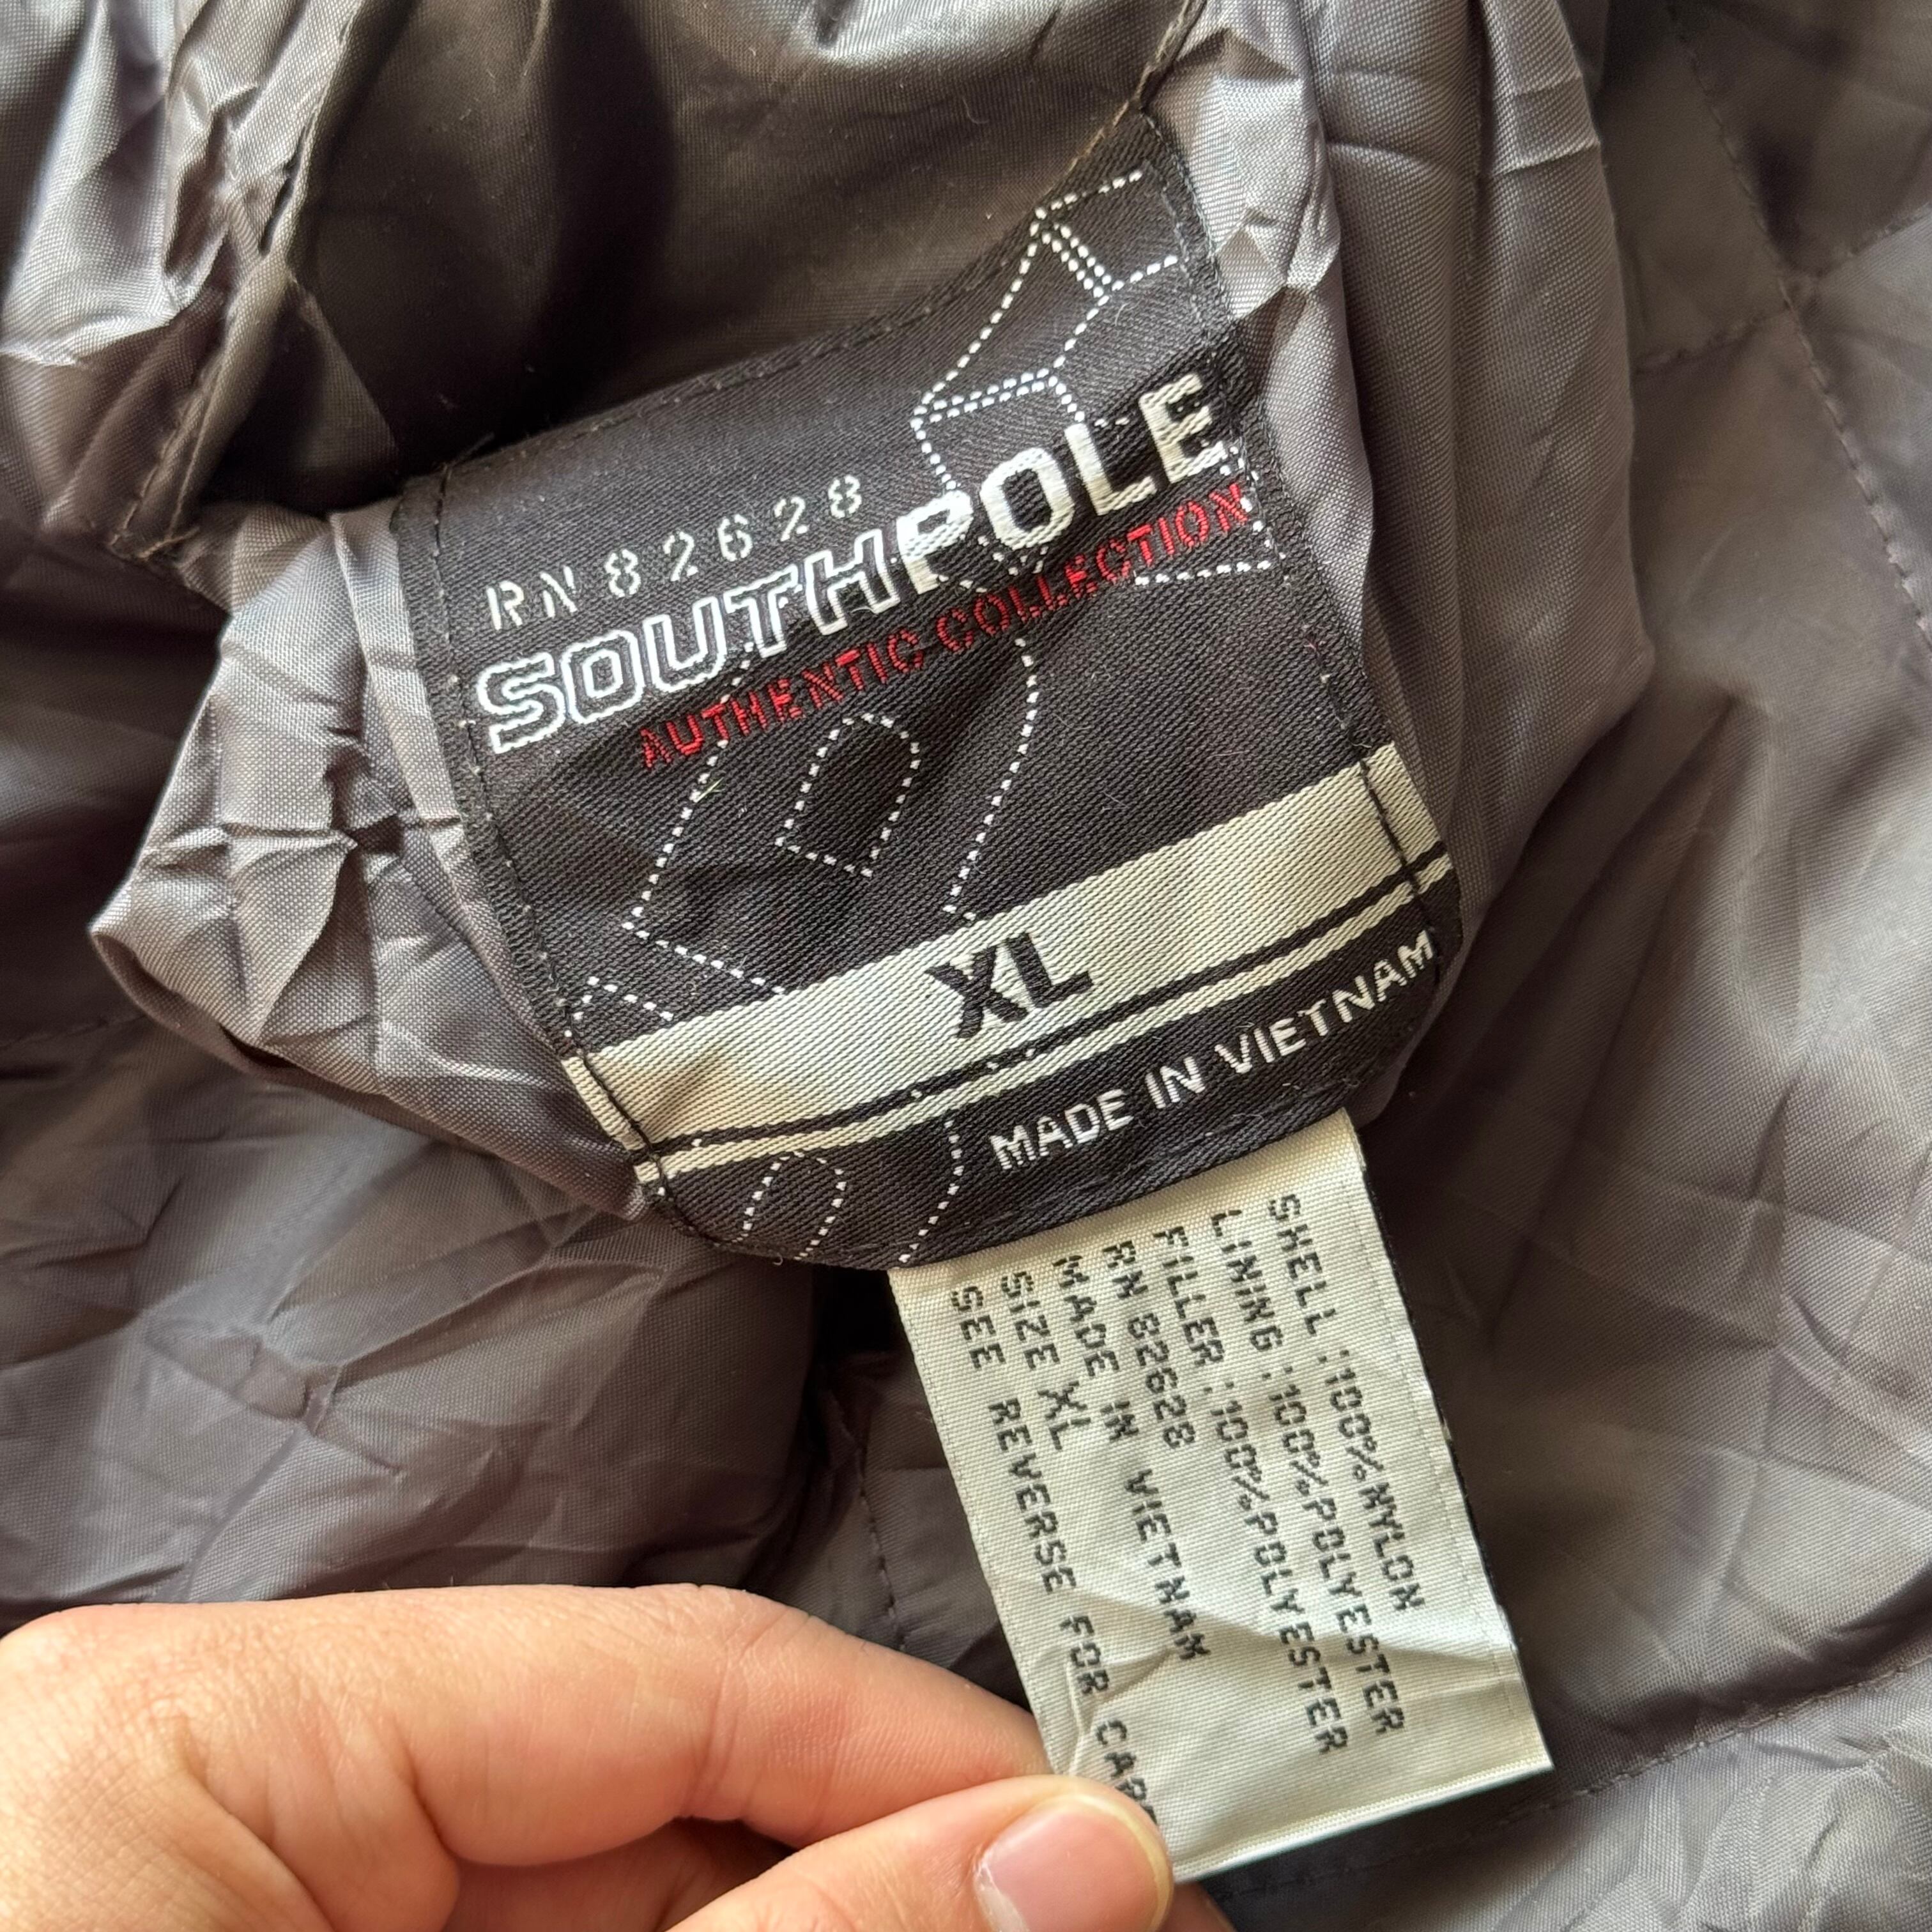 RN 82628
SOUTHPOLE
AUTHENTIC COLLECTION
XL
MADE IN VIETNAM
SHELL :100%NYLON
LINING :100%POLYESTER
FILLER :100%POLYESTER
RN 82628
MADE IN VIETNAM
SIZE XL
SEE REVERSE FOR CARE